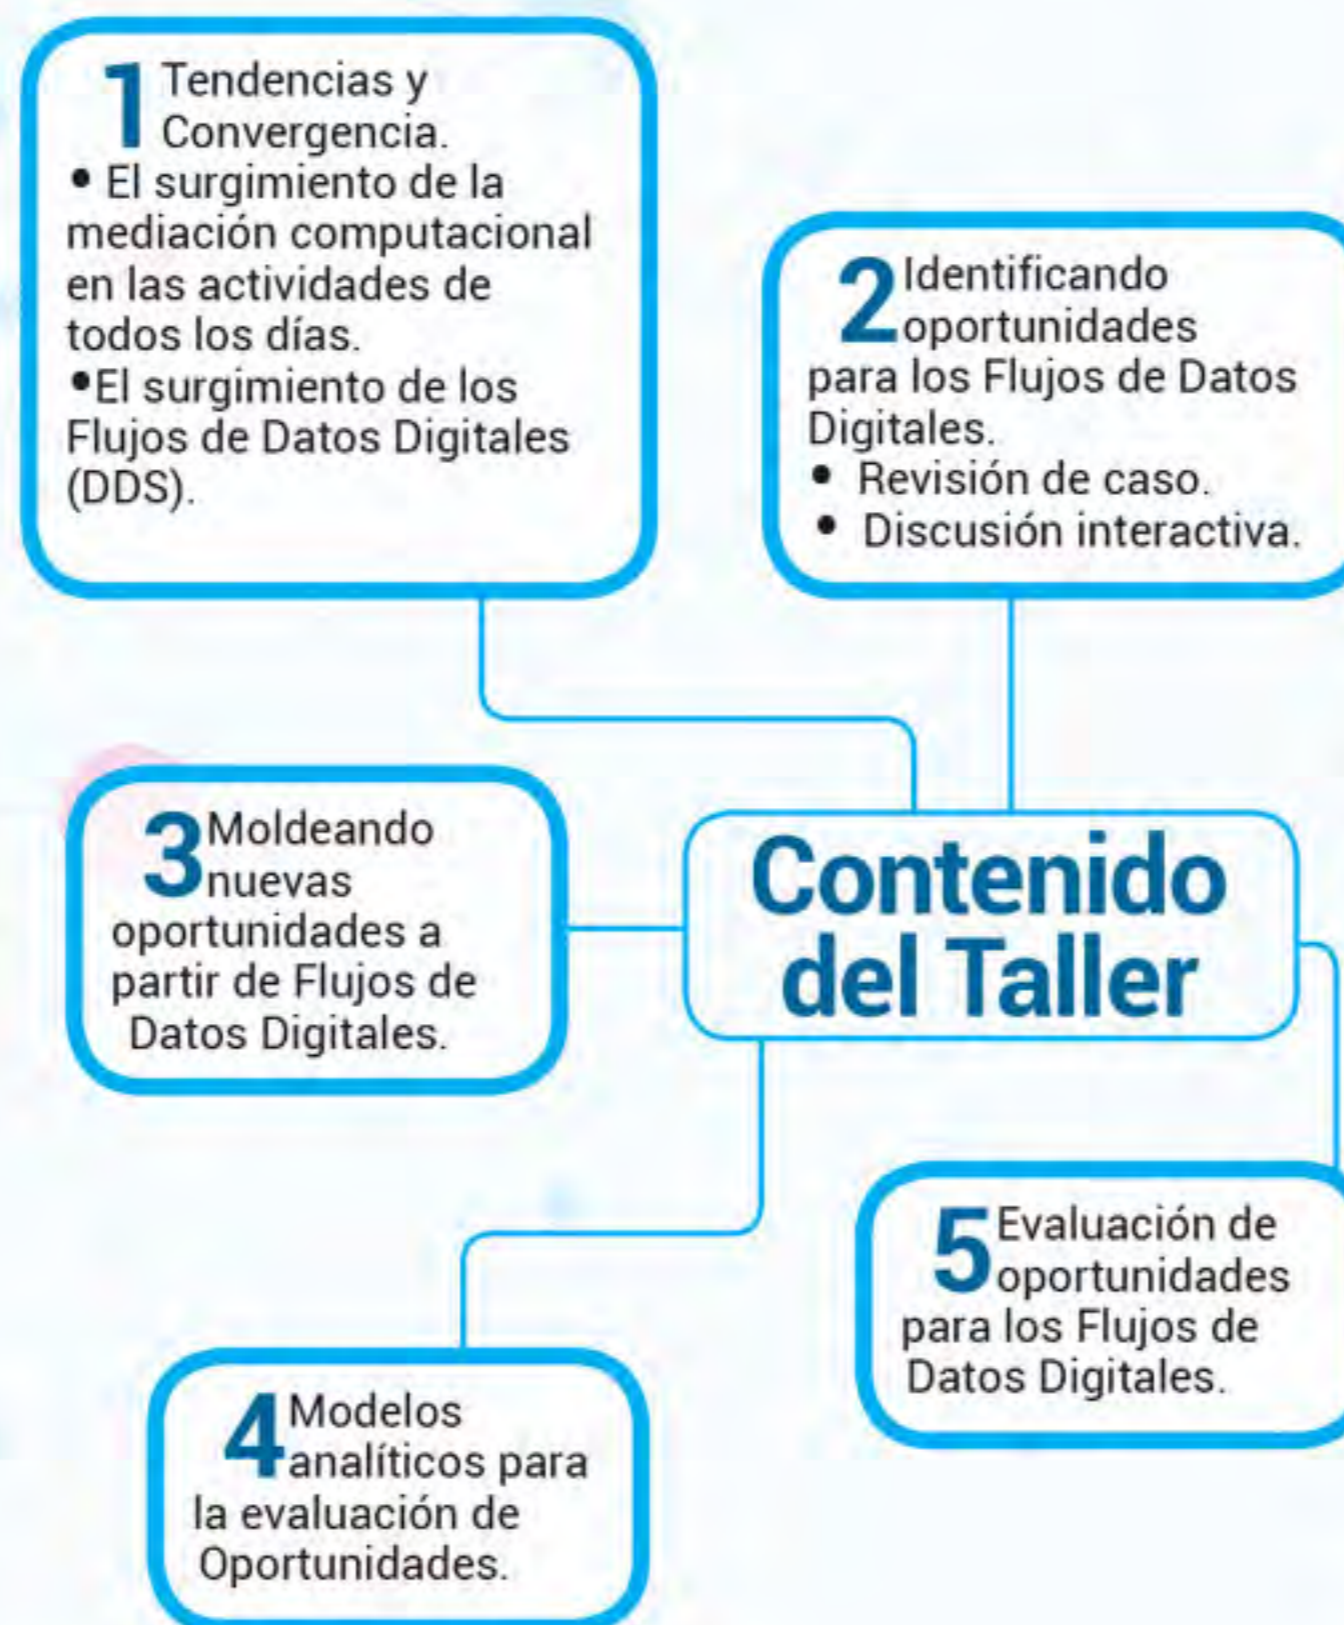 1 Tendencias y
Convergencia.
• El surgimiento de la
mediación computacional
en las actividades de
todos los días.
•El surgimiento de los
Flujos de Datos Digitales
(DDS).
2 Identificando
oportunidades
para los Flujos de Datos
Digitales.
• Revisión de caso.
• Discusión interactiva.
3 Moldeando
nuevas
oportunidades a
partir de Flujos de
Datos Digitales.
Contenido
del Taller
4 Modelos
analíticos para
la evaluación de
Oportunidades.
5 Evaluación de
oportunidades
para los Flujos de
Datos Digitales.